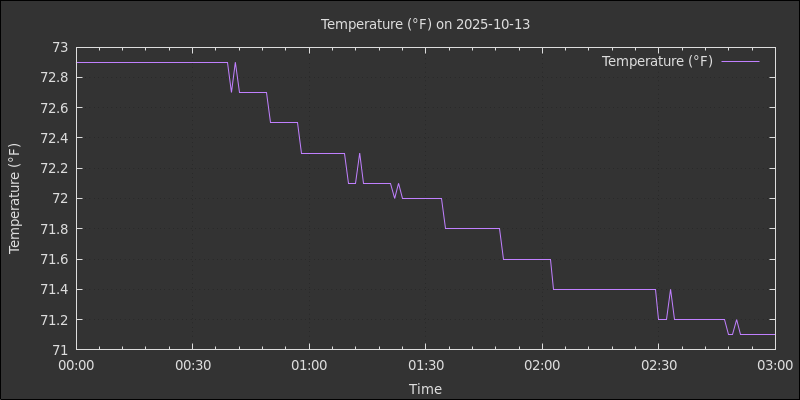 Temperature (°F) on 2025-10-13
Temperature (°F)
73
72.8
72.6
72.4
72.2
72
71.8
71.6
71.4
71.2
71
Temperature (°F)
00:00 00:30 01:00 01:30 02:00 02:30 03:00
Time